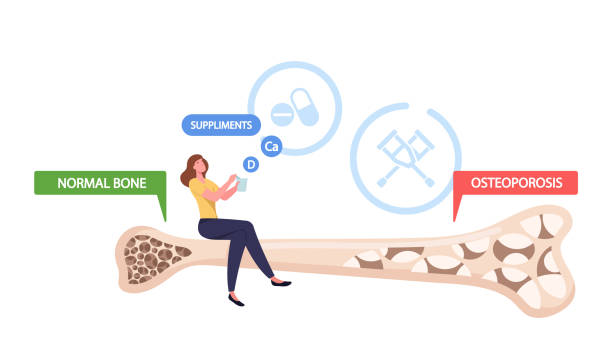 SUPPLIMENTS
Ca
D
NORMAL BONE
OSTEOPOROSIS